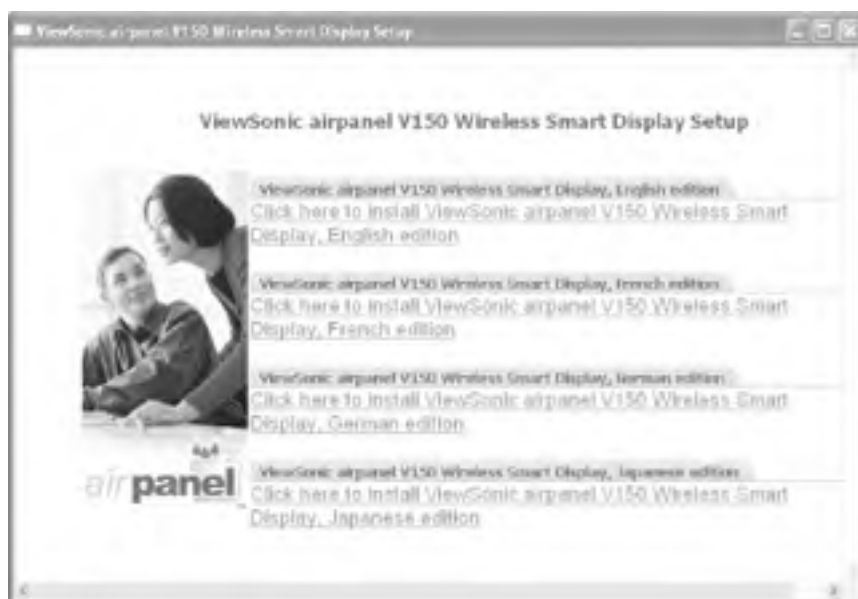 ViewSonic airpanel V150 Wireless Smart Display Setup
ViewSonic airpanel V150 Wireless Smart Display Setup
ViewSonic airpanel V150 Wireless Smart Display, English edition
Click here to install ViewSonic airpanel V150 Wireless Smart
Display, English edition
ViewSonic airpanel V150 Wireless Smart Display, French edition
Click here to install ViewSonic airpanel V150 Wireless Smart
Display, French edition
ViewSonic airpanel V150 Wireless Smart Display, German edition
Click here to install ViewSonic airpanel V150 Wireless Smart
Display, German edition
airpanel™
ViewSonic airpanel V150 Wireless Smart Display, Japanese edition
Click here to install ViewSonic airpanel V150 Wireless Smart
Display, Japanese edition